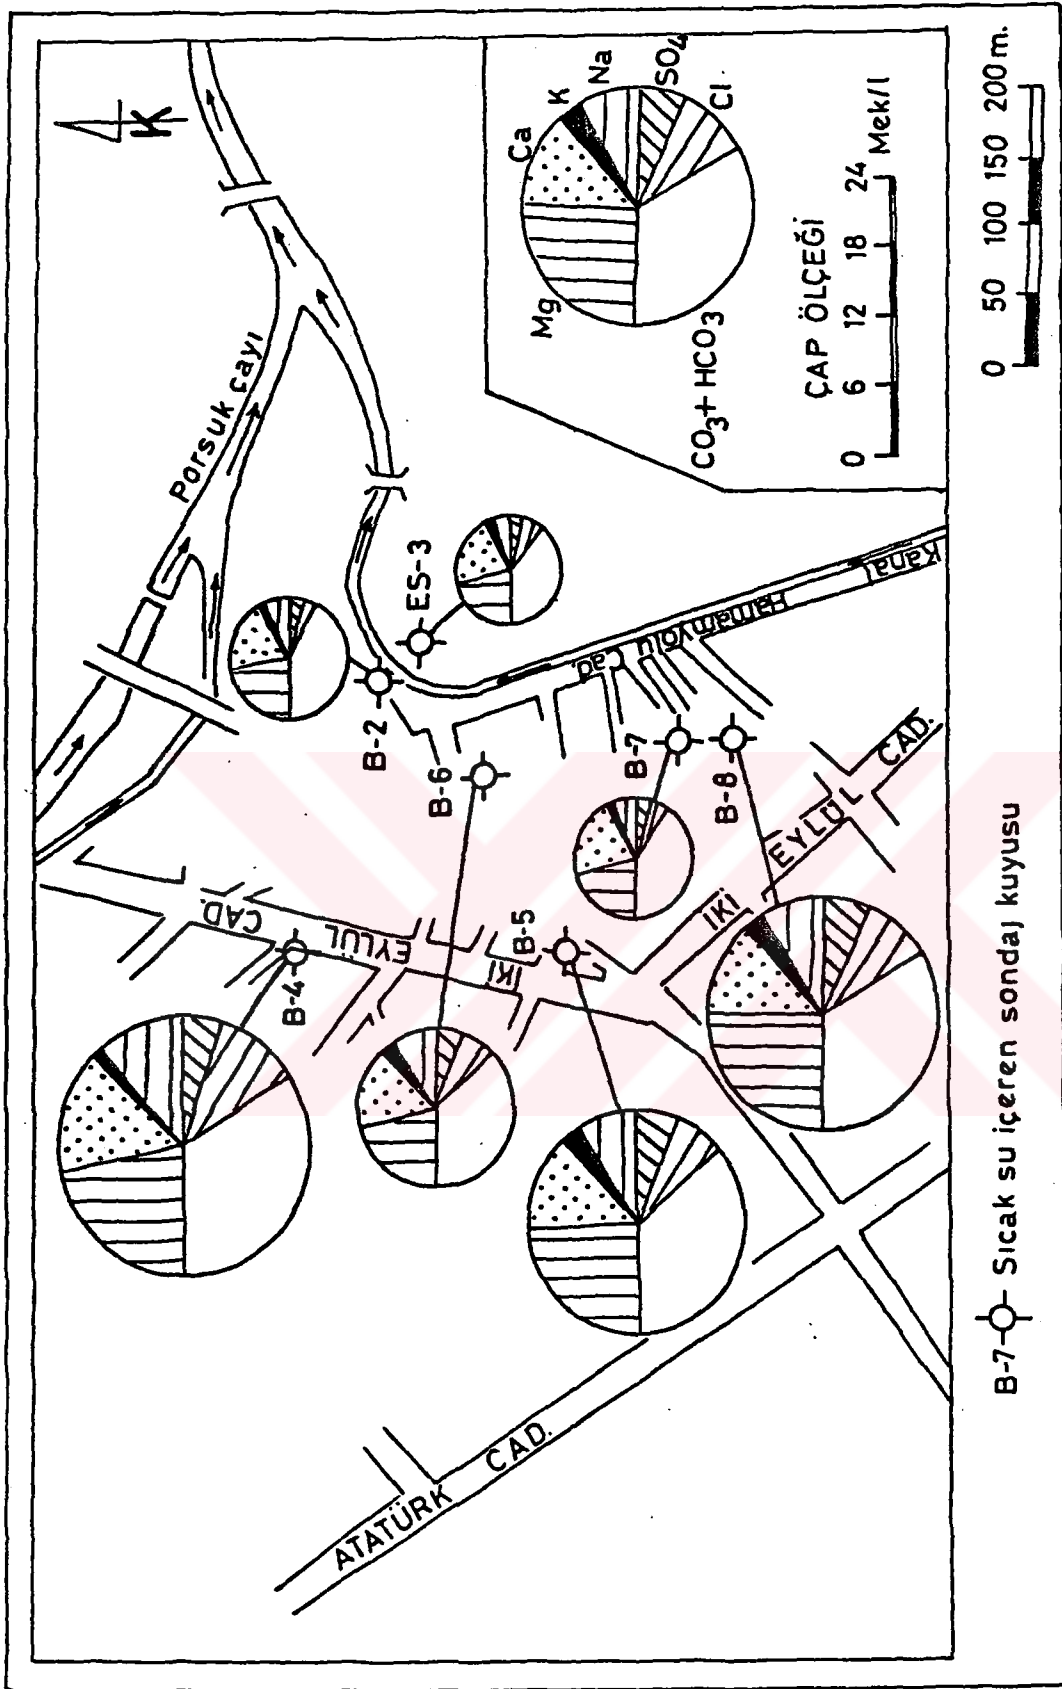 K
Porsuk çayı
ES-3
B-2
B-6
B-7
B-8
B-5
B-4
Hamamyolu Cad.
Kanal
İKİ EYLÜL CAD.
İKİ EYLÜL CAD.
ATATÜRK CAD.
Ca
K
Na
SO4
Cl
Mg
CO3+ HCO3
ÇAP ÖLÇEĞİ
0 6 12 18 24 Mek/l
0 50 100 150 200 m.
B-7 Sıcak su içeren sondaj kuyusu